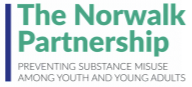 The Norwalk
Partnership
PREVENTING SUBSTANCE MISUSE
AMONG YOUTH AND YOUNG ADULTS